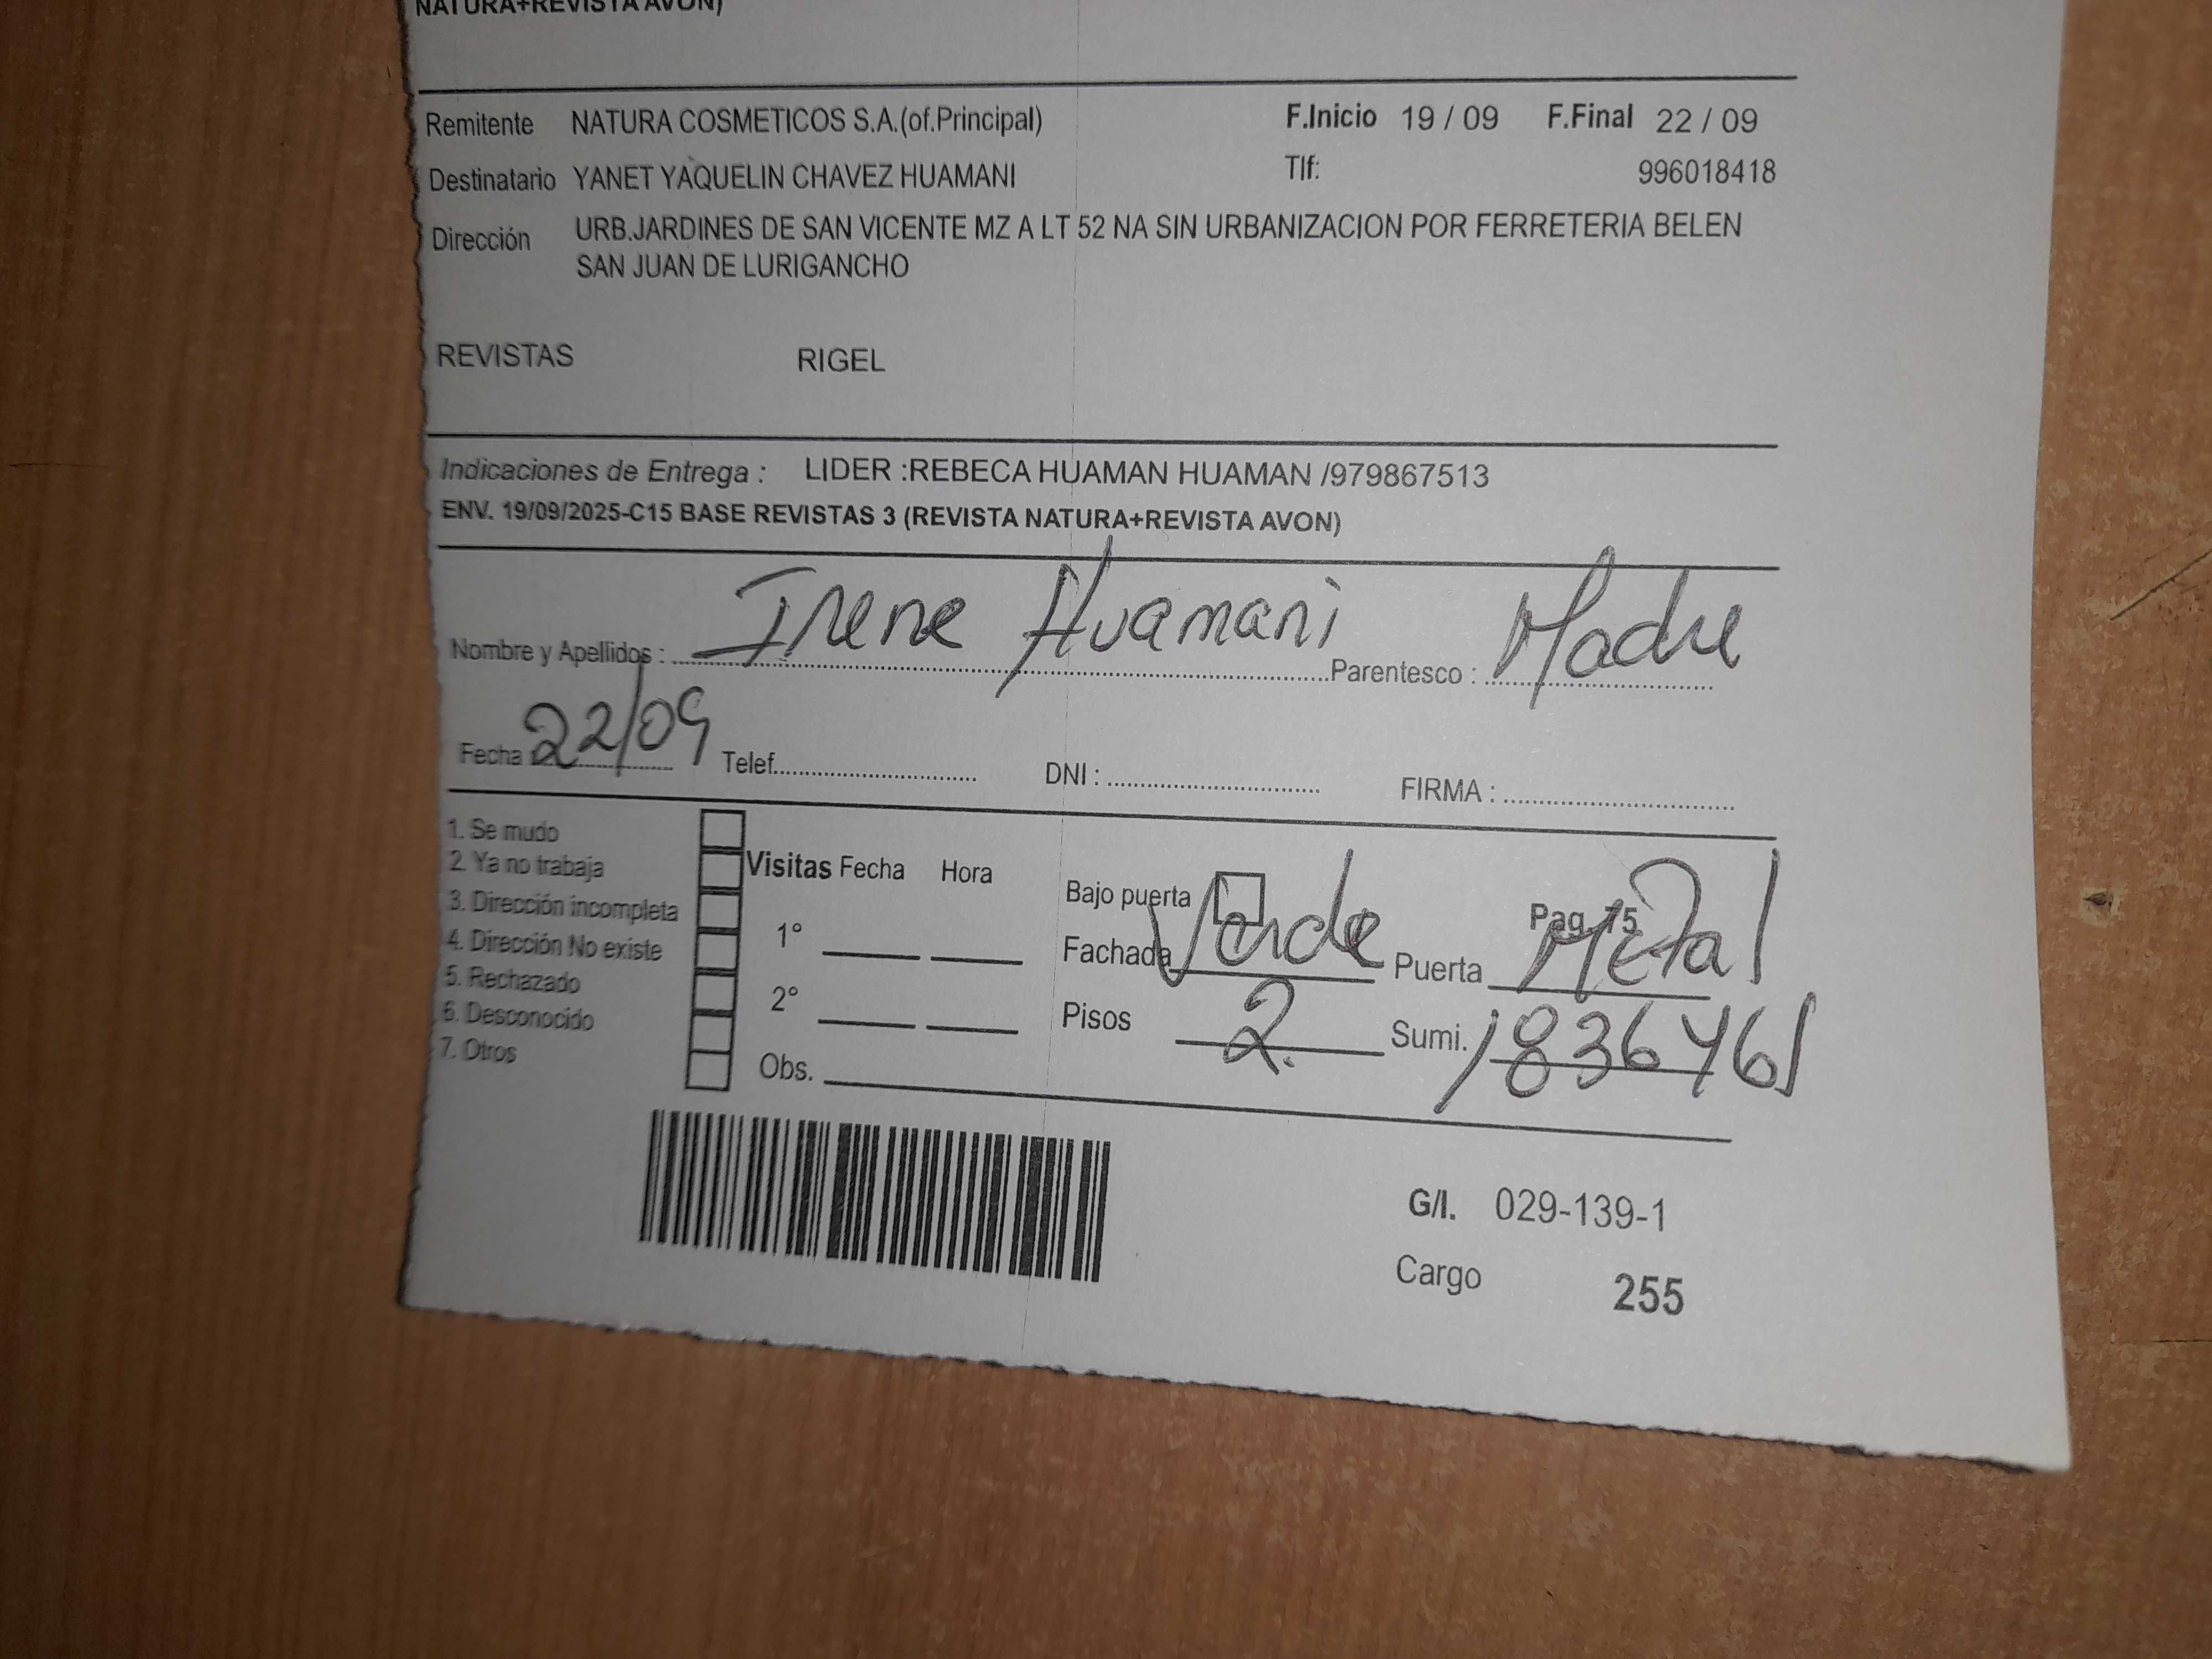 NATURA+REVISTA AVON)
Remitente NATURA COSMETICOS S.A.(of.Principal) F.Inicio 19 / 09 F.Final 22 / 09
Destinatario YANET YAQUELIN CHAVEZ HUAMANI Tlf: 996018418
Dirección URB.JARDINES DE SAN VICENTE MZ A LT 52 NA SIN URBANIZACION POR FERRETERIA BELEN
SAN JUAN DE LURIGANCHO
REVISTAS RIGEL
Indicaciones de Entrega : LIDER :REBECA HUAMAN HUAMAN /979867513
ENV. 19/09/2025-C15 BASE REVISTAS 3 (REVISTA NATURA+REVISTA AVON)
Nombre y Apellidos : Irene Huamani Parentesco : Madre
Fecha 22/09 Telef. DNI : FIRMA :
1. Se mudo
2. Ya no trabaja
3. Dirección incompleta
4. Dirección No existe
5. Rechazado
6. Desconocido
7. Otros
Visitas Fecha Hora
1°
2°
Obs.
Bajo puerta Pag. 75
Fachada Verde Puerta Metal
Pisos 2. Sumi. 1836461
G/I. 029-139-1
Cargo 255